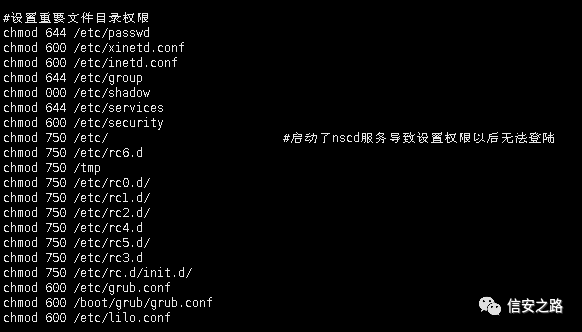 #设置重要文件目录权限
chmod 644 /etc/passwd
chmod 600 /etc/xinetd.conf
chmod 600 /etc/inetd.conf
chmod 644 /etc/group
chmod 000 /etc/shadow
chmod 644 /etc/services
chmod 600 /etc/security
chmod 750 /etc/ #启动了nscd服务导致设置权限以后无法登陆
chmod 750 /etc/rc6.d
chmod 750 /tmp
chmod 750 /etc/rc0.d/
chmod 750 /etc/rc1.d/
chmod 750 /etc/rc2.d/
chmod 750 /etc/rc4.d
chmod 750 /etc/rc5.d/
chmod 750 /etc/rc3.d
chmod 750 /etc/rc.d/init.d/
chmod 600 /etc/grub.conf
chmod 600 /boot/grub/grub.conf
chmod 600 /etc/lilo.conf
信安之路